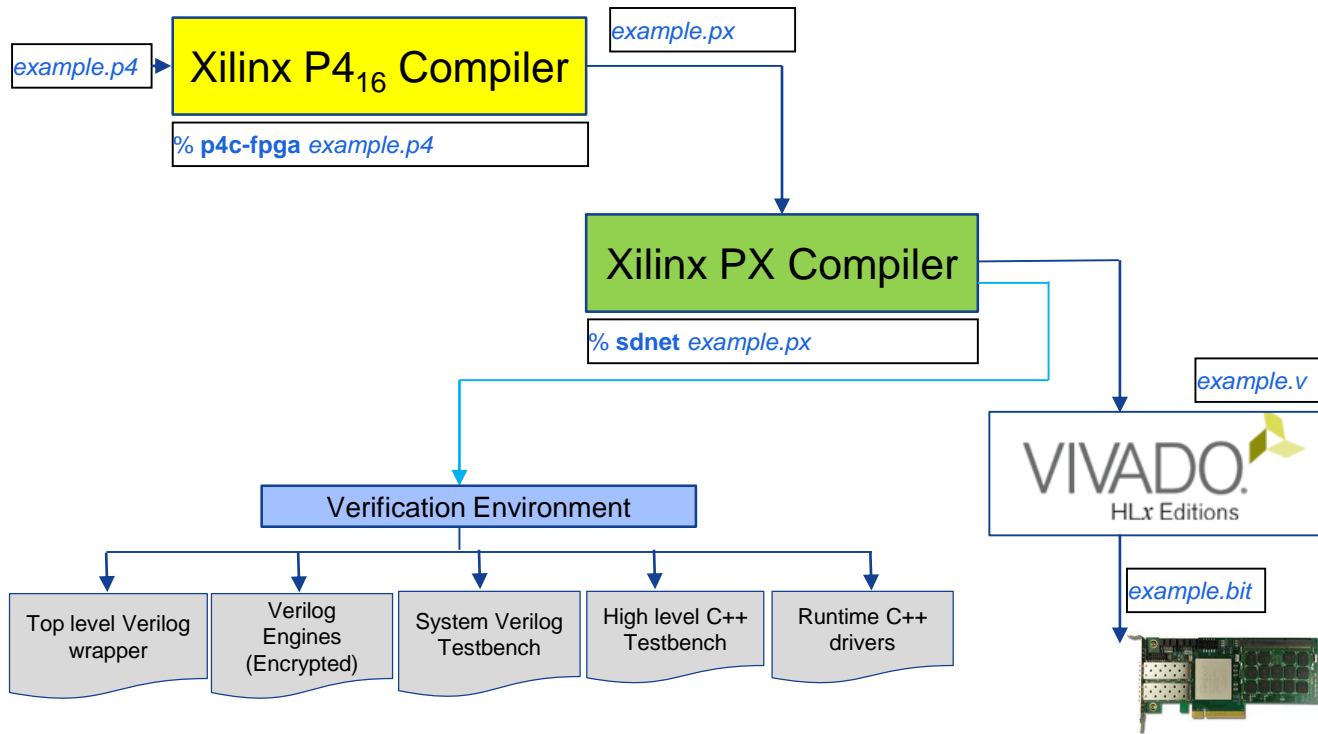 example.p4
Xilinx P4₁₆ Compiler
example.px
% p4c-fpga example.p4
Xilinx PX Compiler
% sdnet example.px
example.v
VIVADO.
HLx Editions
Verification Environment
example.bit
Top level Verilog
wrapper
Verilog
Engines
(Encrypted)
System Verilog
Testbench
High level C++
Testbench
Runtime C++
drivers